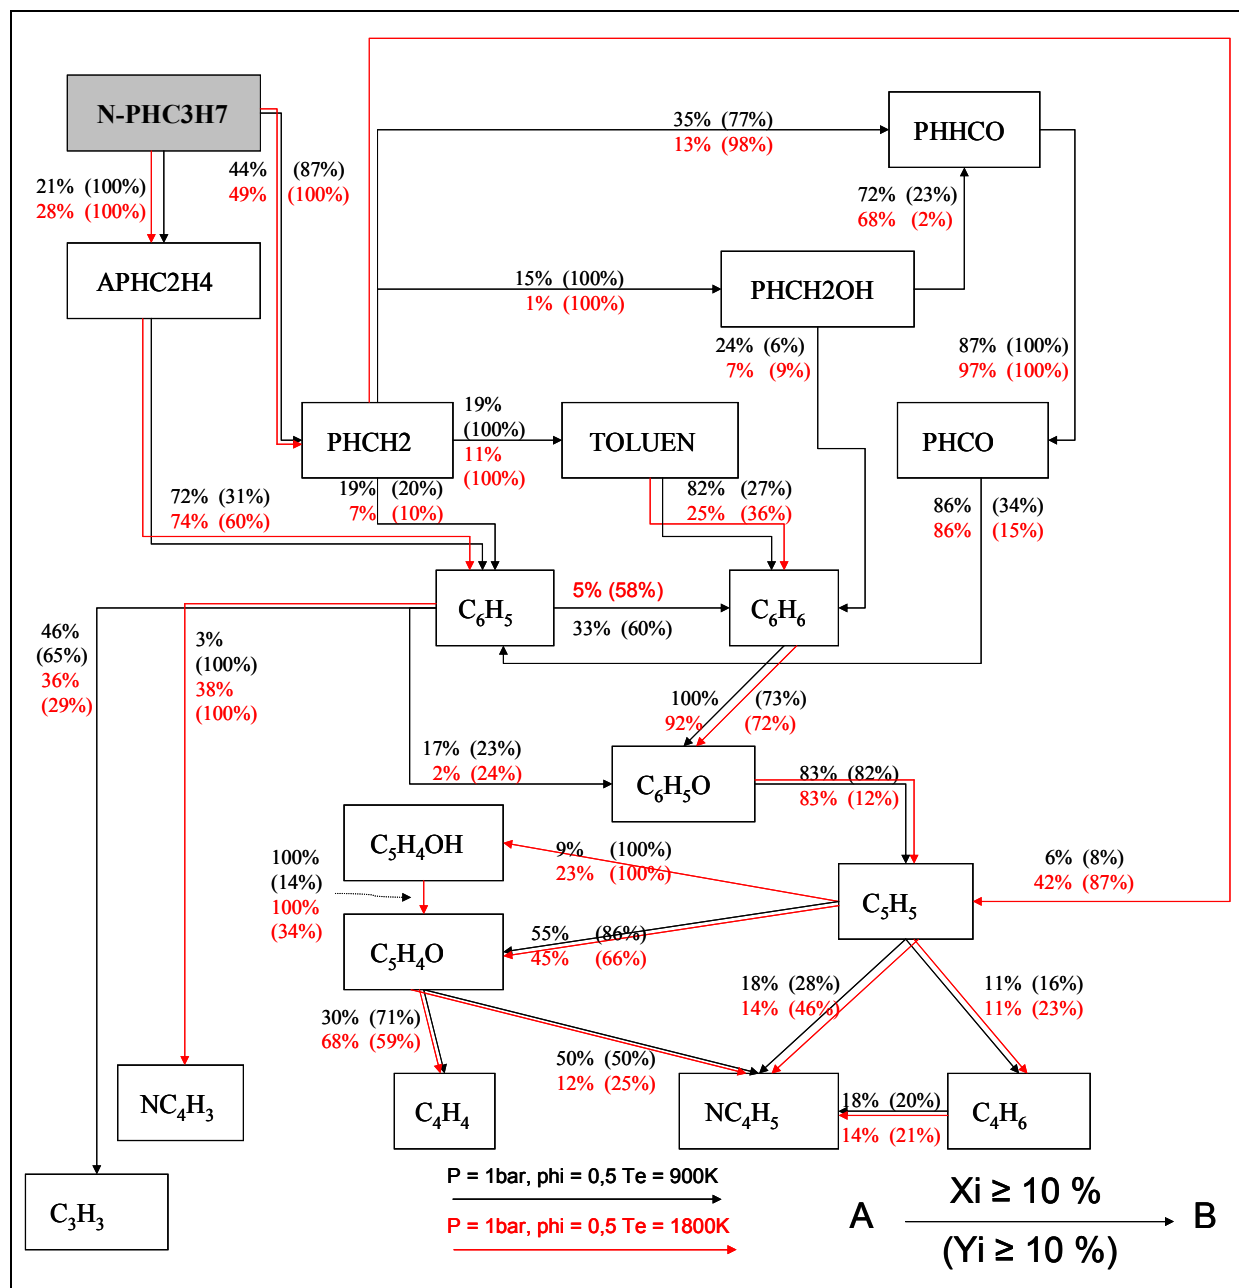 N-PHC3H7
PHHCO
35% (77%)
13% (98%)
44% (87%)
49% (100%)
21% (100%)
28% (100%)
72% (23%)
68% (2%)
APHC2H4
15% (100%)
1% (100%)
PHCH2OH
24% (6%)
7% (9%)
87% (100%)
97% (100%)
PHCH2
19%
(100%)
11%
(100%)
TOLUEN
PHCO
72% (31%)
74% (60%)
19% (20%)
7% (10%)
82% (27%)
25% (36%)
86% (34%)
86% (15%)
C6H5
5% (58%)
33% (60%)
C6H6
46%
(65%)
36%
(29%)
3%
(100%)
38%
(100%)
100% (73%)
92% (72%)
17% (23%)
2% (24%)
C6H5O
83% (82%)
83% (12%)
C5H4OH
9% (100%)
23% (100%)
6% (8%)
42% (87%)
100%
(14%)
100%
(34%)
C5H5
C5H4O
55% (86%)
45% (66%)
18% (28%)
14% (46%)
11% (16%)
11% (23%)
30% (71%)
68% (59%)
50% (50%)
12% (25%)
NC4H3
C4H4
NC4H5
18% (20%)
14% (21%)
C4H6
C3H3
P = 1bar, phi = 0,5 Te = 900K
P = 1bar, phi = 0,5 Te = 1800K
A
Xi ≥ 10 %
(Yi ≥ 10 %)
B